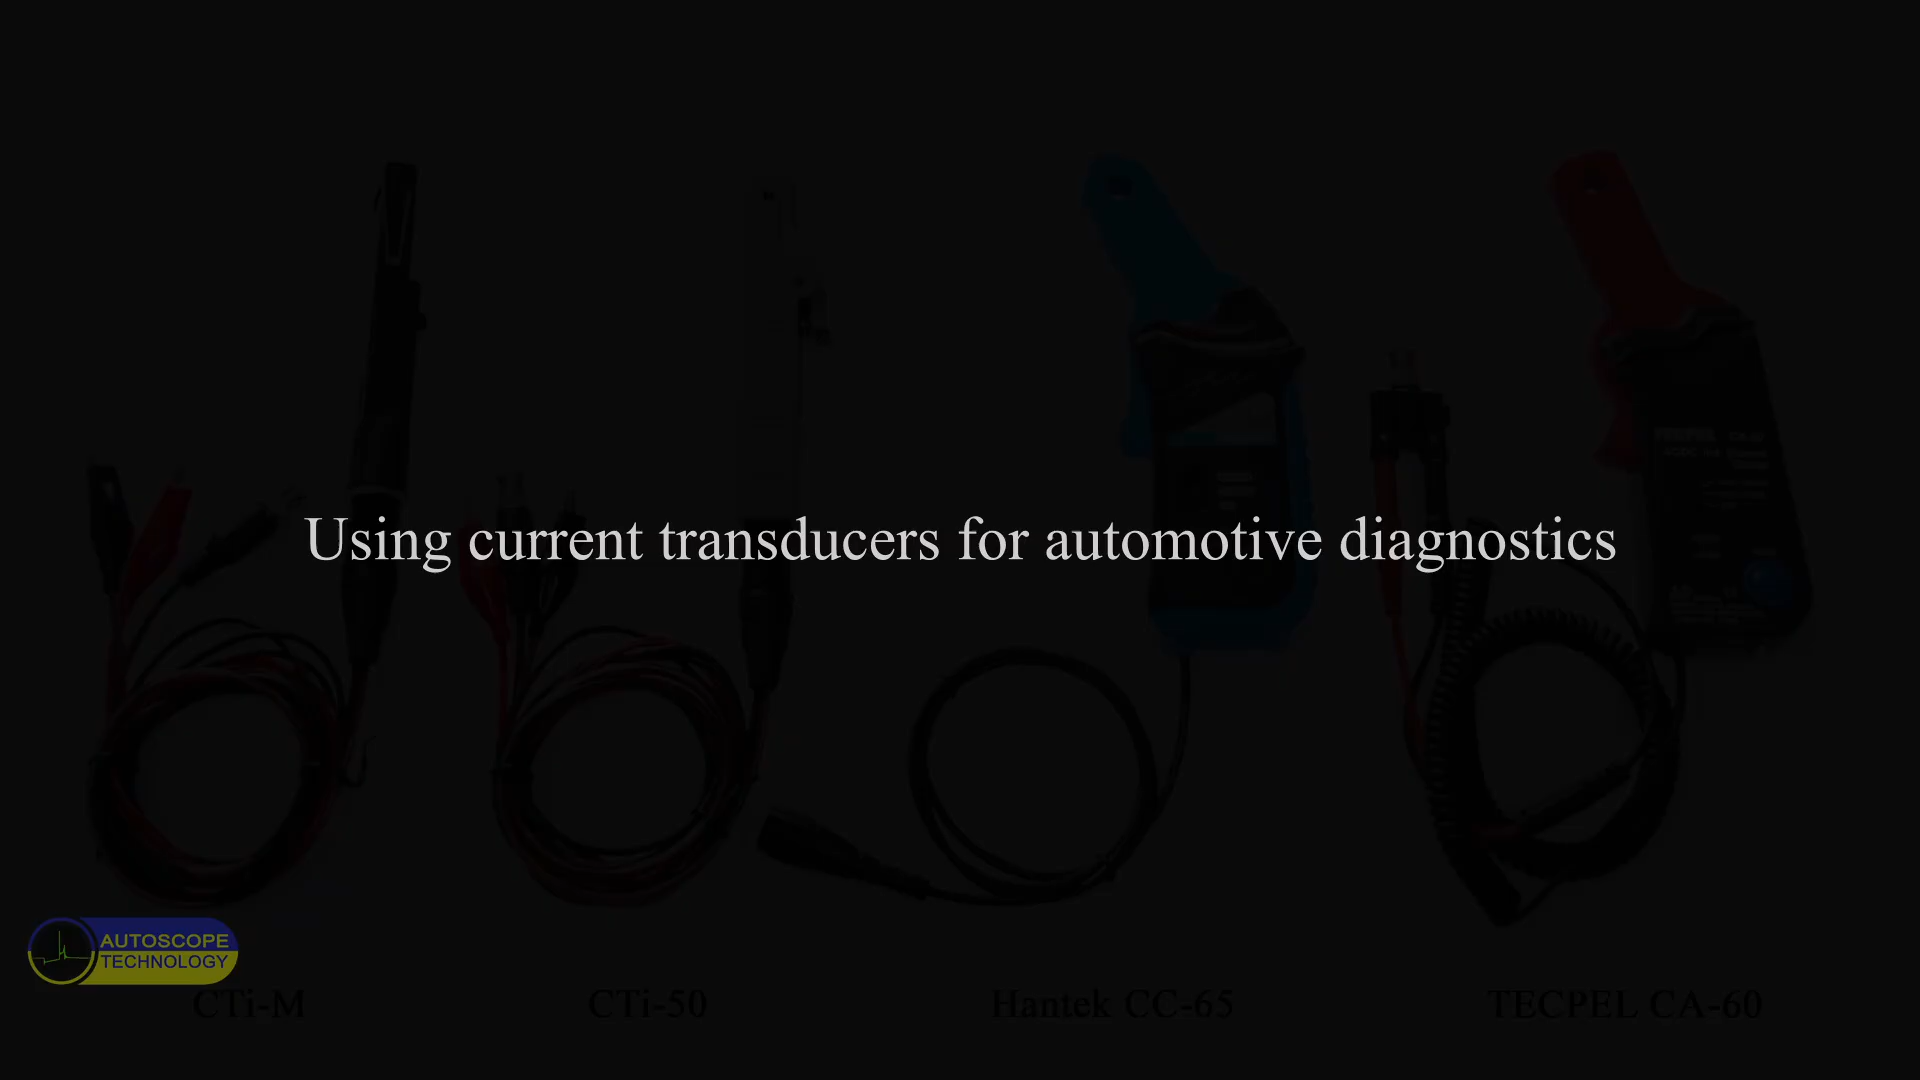 Using current transducers for automotive diagnostics
AUTOSCOPE
TECHNOLOGY
CTi-M
CTi-50
Hantek CC-65
TECPEL CA-60